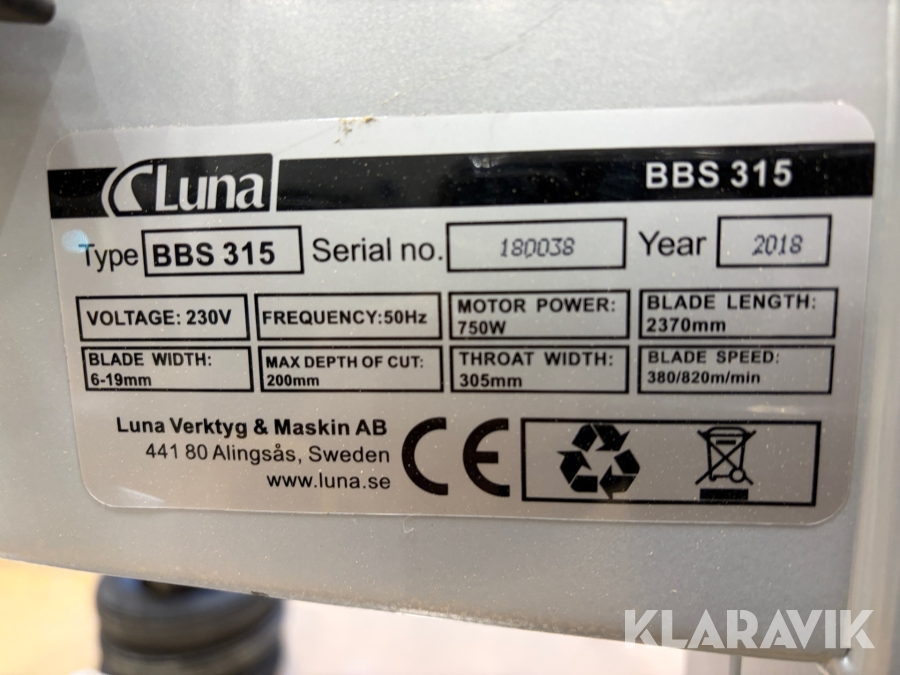 KLARAVIK
Luna
BBS 315
Type BBS 315 Serial no. 180038 Year 2018
VOLTAGE: 230V
FREQUENCY:50Hz
MOTOR POWER:
750W
BLADE LENGTH:
2370mm
BLADE WIDTH:
6-19mm
MAX DEPTH OF CUT:
200mm
THROAT WIDTH:
305mm
BLADE SPEED:
380/820m/min
Luna Verktyg & Maskin AB
441 80 Alingsås, Sweden
www.luna.se
CE
KLARAVIK